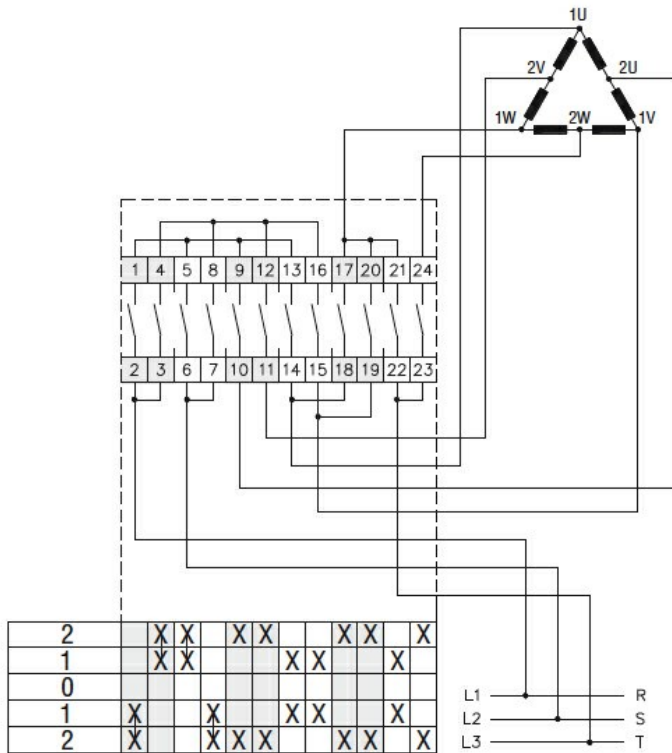 1U
2V 2U
1W 2W 1V
1 4 5 8 9 12 13 16 17 20 21 24
2 3 6 7 10 11 14 15 18 19 22 23
2 X X X X X X X
1 X X X X X
0
1 X X X X X
2 X X X X X X X
L1 R
L2 S
L3 T